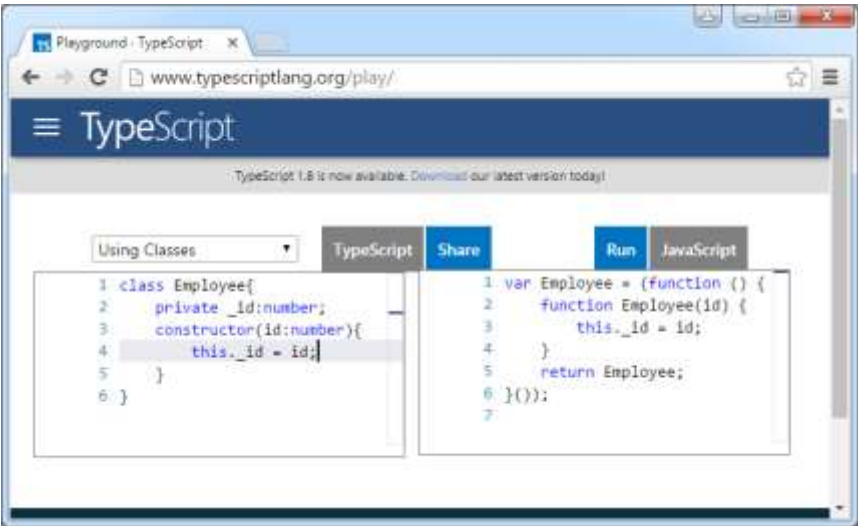 Playground · TypeScript
www.typescriptlang.org/play/
TypeScript
TypeScript 1.8 is now available. Download our latest version today!
Using Classes
TypeScript
Share
Run
JavaScript
1 class Employee{
2     private _id:number;
3     constructor(id:number){
4         this._id = id;
5     }
6 }
1 var Employee = (function () {
2     function Employee(id) {
3         this._id = id;
4     }
5     return Employee;
6 }());
7